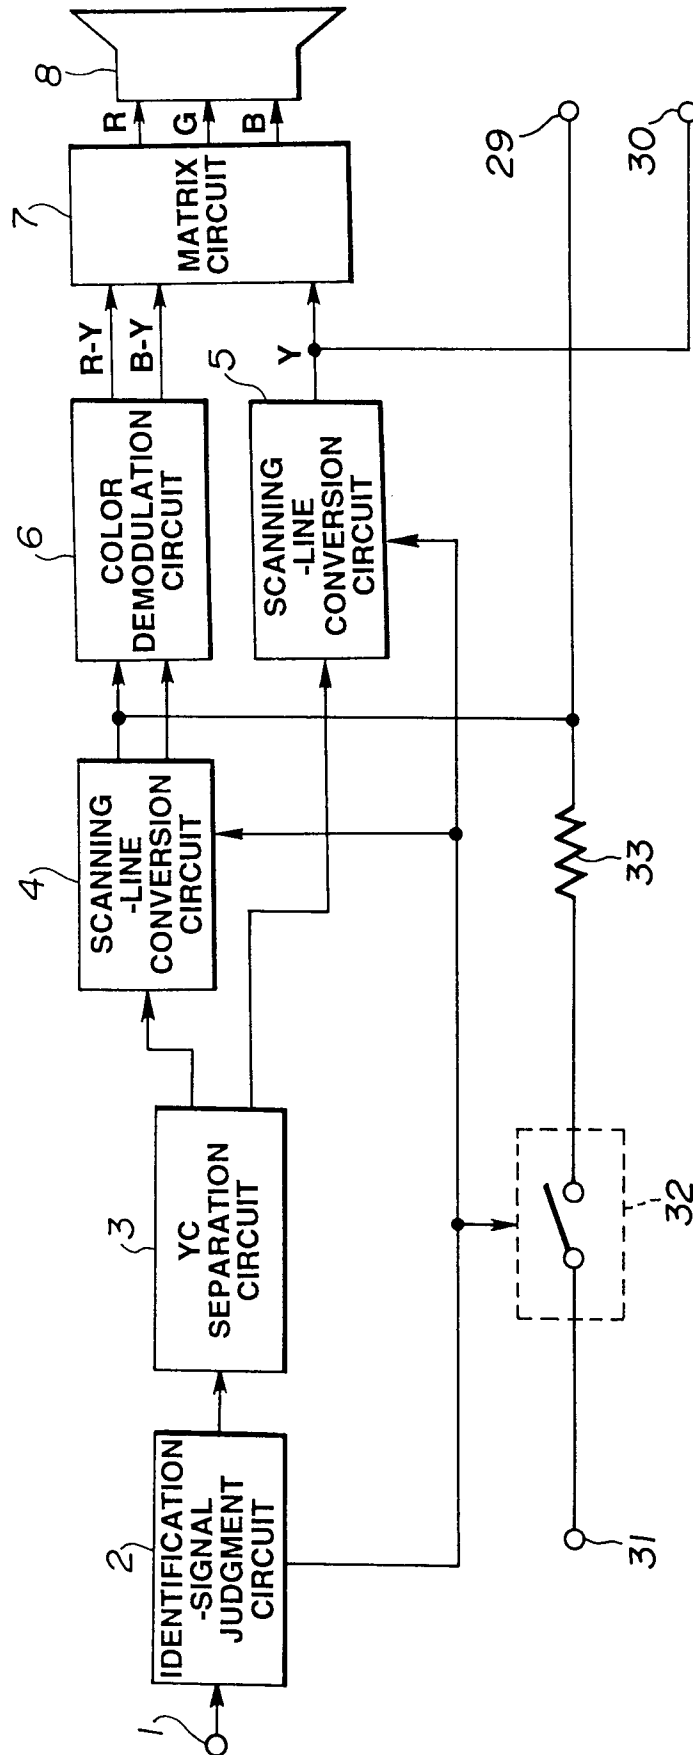 1
2
IDENTIFICATION
-SIGNAL
JUDGMENT
CIRCUIT
3
YC
SEPARATION
CIRCUIT
4
SCANNING
-LINE
CONVERSION
CIRCUIT
6
COLOR
DEMODULATION
CIRCUIT
R-Y
B-Y
5
SCANNING
-LINE
CONVERSION
CIRCUIT
Y
7
MATRIX
CIRCUIT
R
G
B
8
29
30
31
32
33